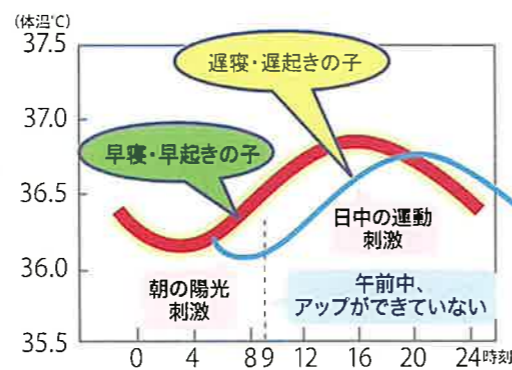 (体温℃)
37.5
37.0
36.5
36.0
35.5
遅寝・遅起きの子
早寝・早起きの子
日中の運動
刺激
朝の陽光
刺激
午前中、
アップができていない
0 4 8 9 12 16 20 24 時刻